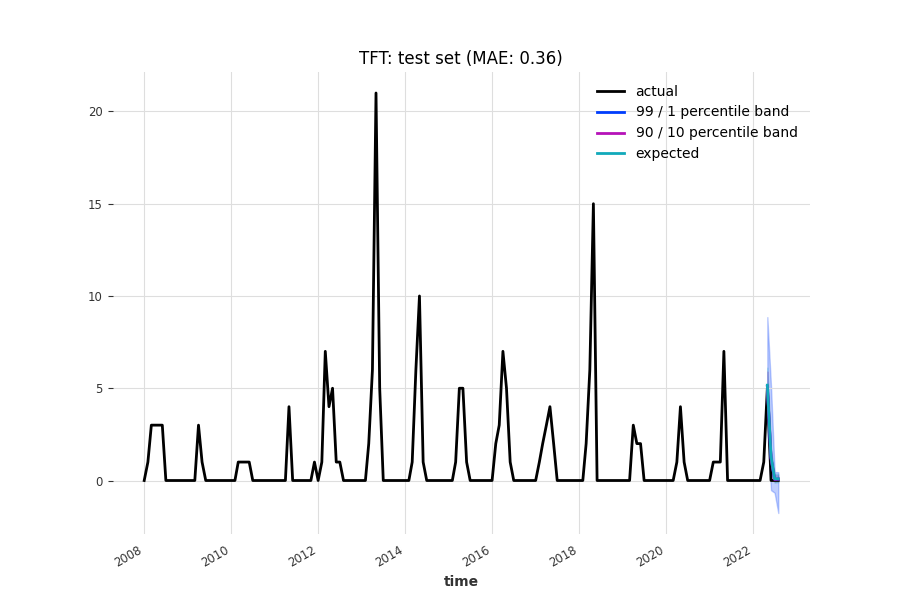 TFT: test set (MAE: 0.36)
actual
99 / 1 percentile band
90 / 10 percentile band
expected
20
15
10
5
0
2008
2010
2012
2014
2016
2018
2020
2022
time